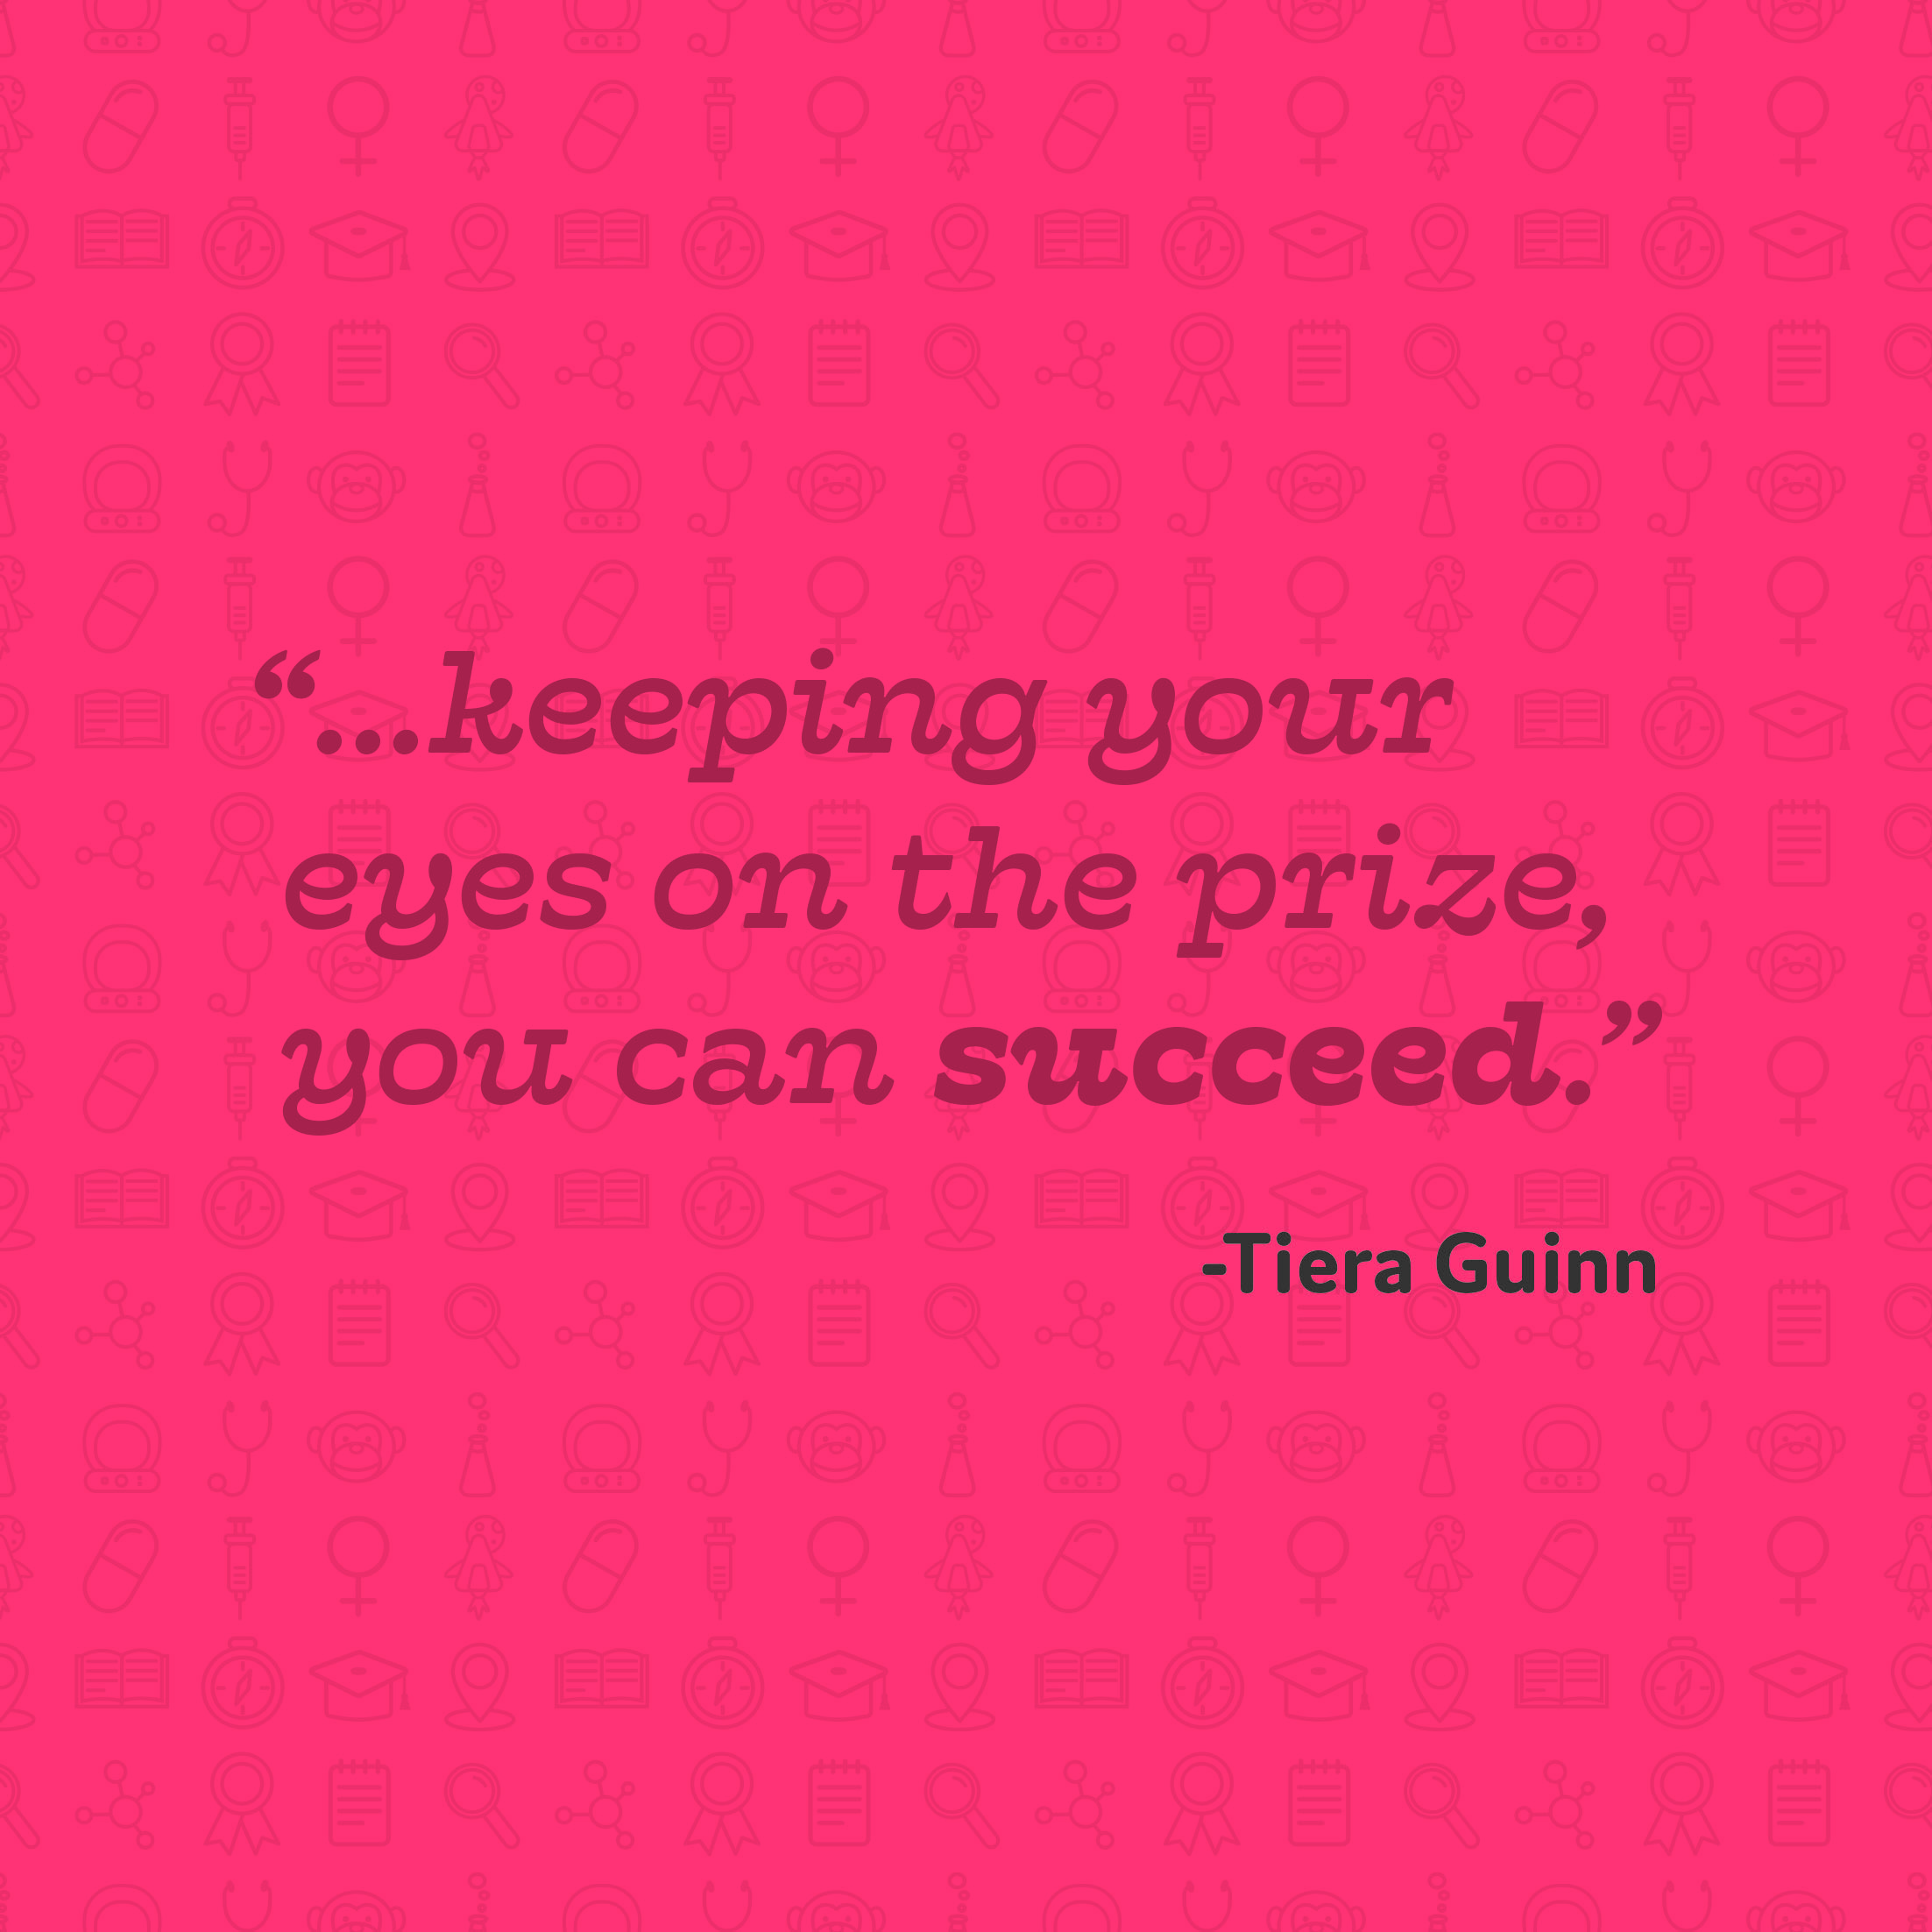 “...keeping your
eyes on the prize,
you can succeed.”
-Tiera Guinn